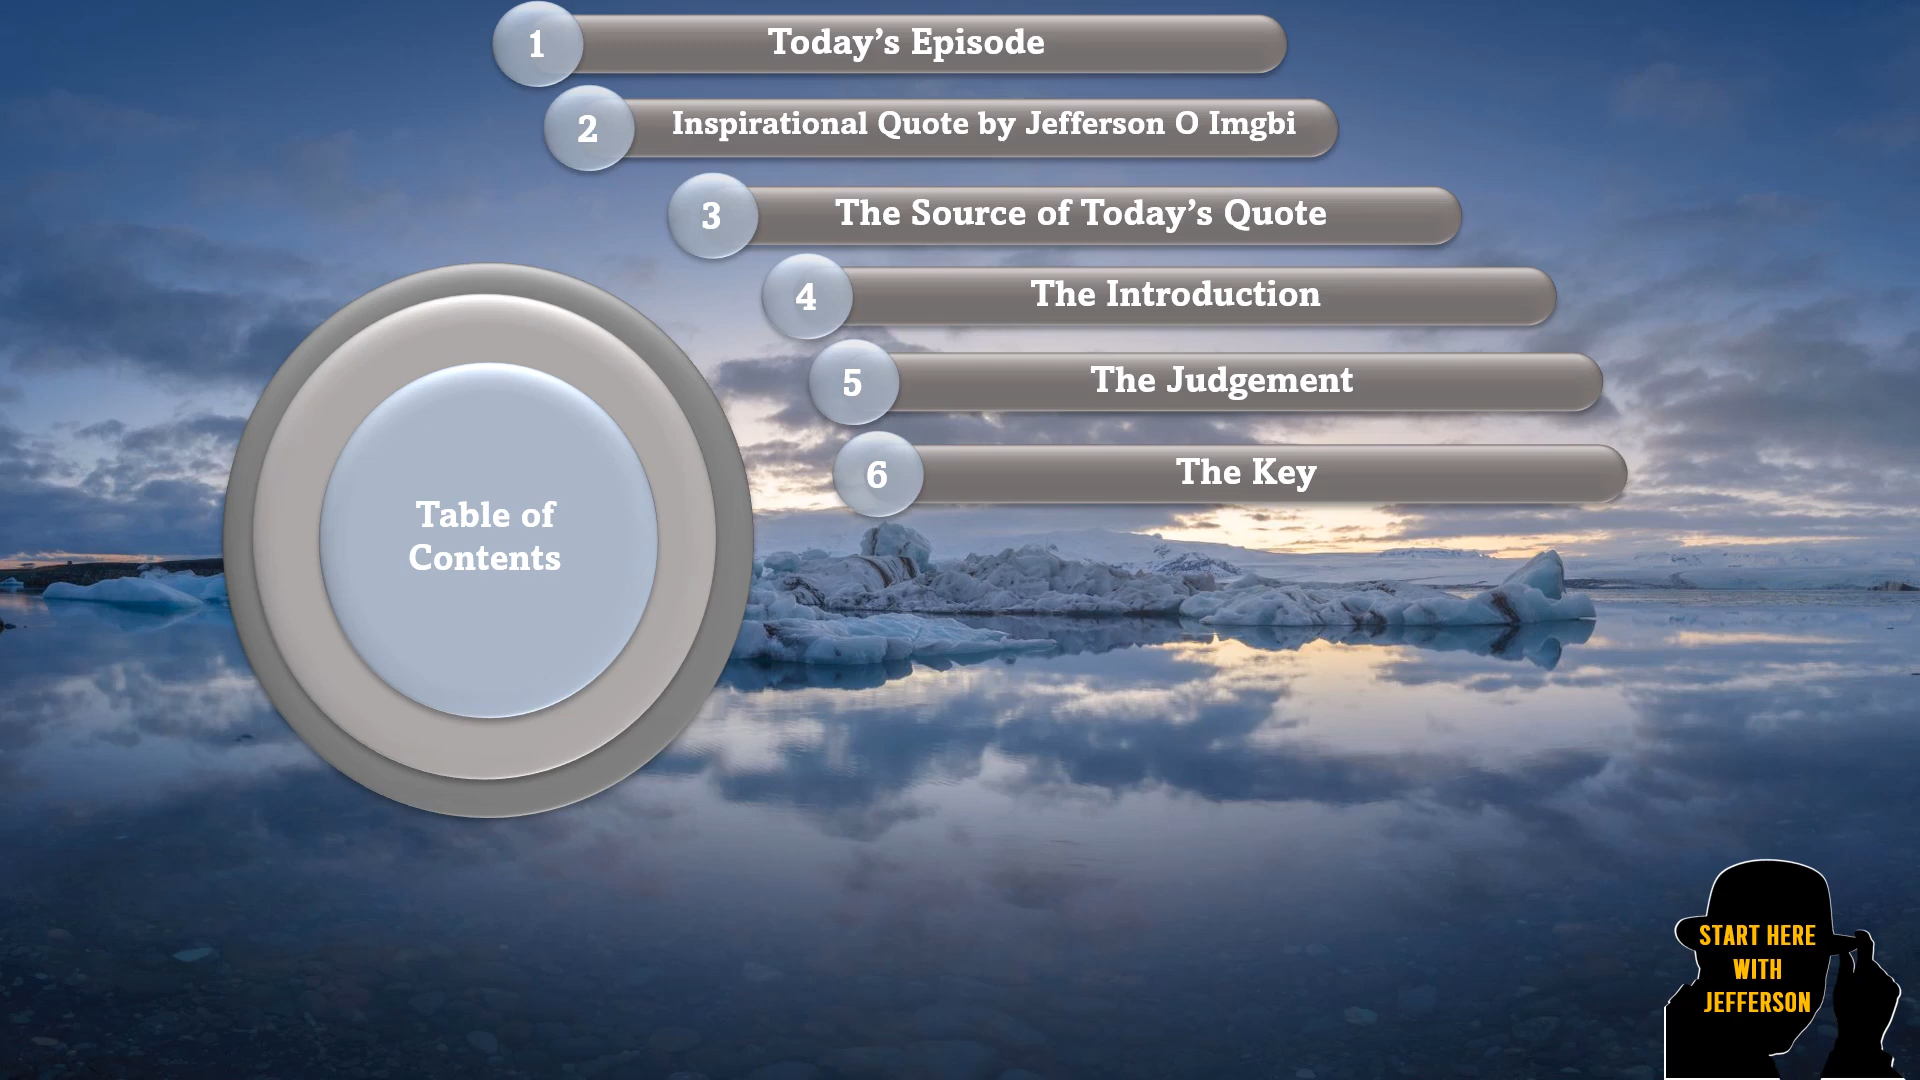 1 Today’s Episode
2 Inspirational Quote by Jefferson O Imgbi
3 The Source of Today’s Quote
4 The Introduction
5 The Judgement
6 The Key
Table of
Contents
START HERE
WITH
JEFFERSON